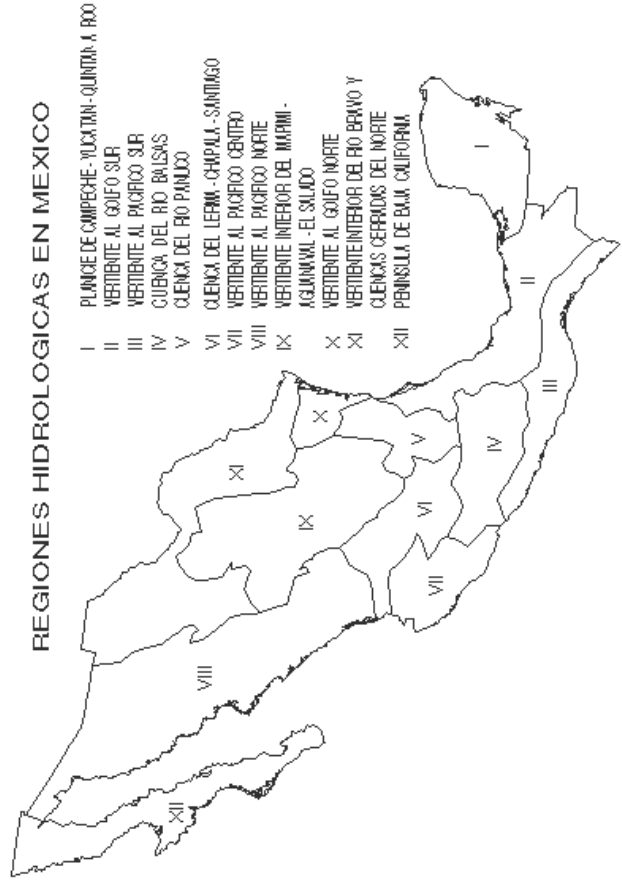 REGIONES HIDROLOGICAS EN MEXICO
I PLANICIE DE CAMPECHE - YUCATAN - QUINTANA ROO
II VERTIENTE AL GOLFO SUR
III VERTIENTE AL PACIFICO SUR
IV CUENCA DEL RIO BALSAS
V CUENCA DEL RIO PANUCO
VI CUENCA DEL LERMA - CHAPALA - SANTIAGO
VII VERTIENTE AL PACIFICO CENTRO
VIII VERTIENTE AL PACIFICO NORTE
IX VERTIENTE INTERIOR DEL MAPIMI -
AGUANAVAL - EL SALADO
X VERTIENTE AL GOLFO NORTE
XI VERTIENTE INTERIOR DEL RIO BRAVO Y
CUENCAS CERRADAS DEL NORTE
XII PENINSULA DE BAJA CALIFORNIA
XII
VIII
XI
IX
X
VII
VI
V
IV
III
II
I